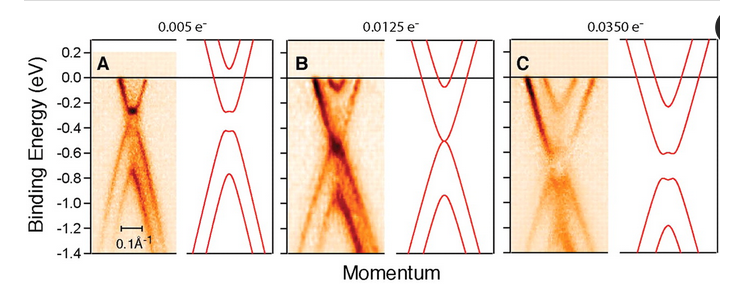 0.005 e⁻ 0.0125 e⁻ 0.0350 e⁻
A B C
Binding Energy (eV)
0.2
0.0
-0.2
-0.4
-0.6
-0.8
-1.0
-1.2
-1.4
0.1Å⁻¹
Momentum